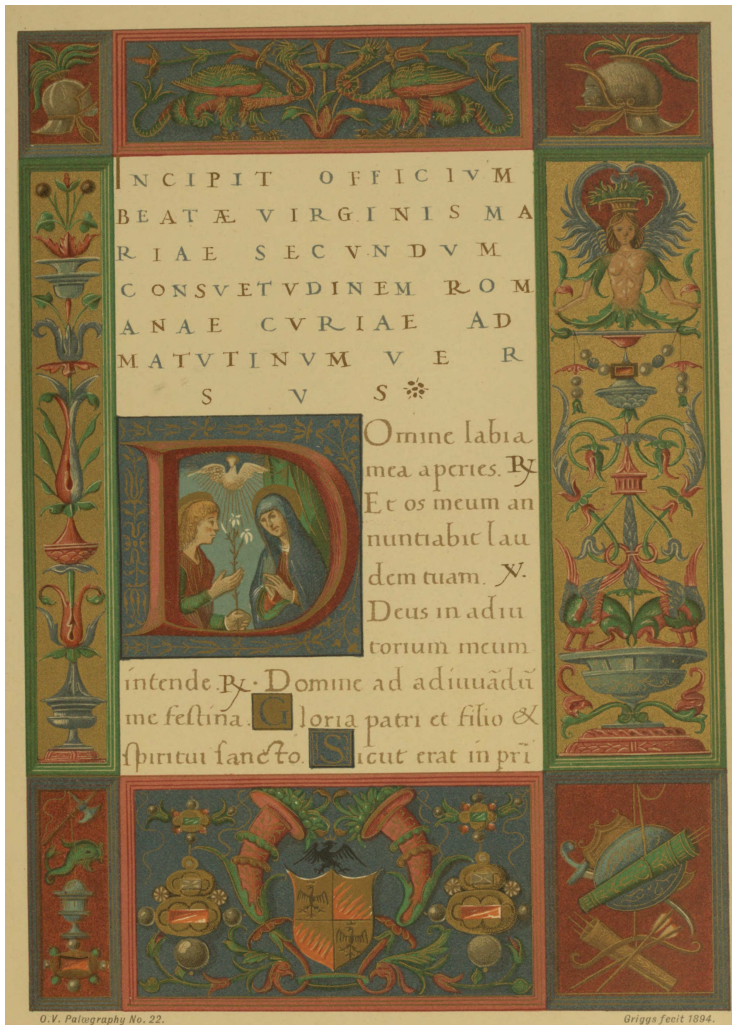 INCIPIT OFFICIVM
BEATÆ VIRGINIS MA
RIAE SECVNDVM
CONSVETVDINEM ROM
ANAE CVRIAE AD
MATVTINVM VER
SVS
Domine labia
mea aperies. ℟
Et os meum an
nuntiabit lau
dem tuam. ℣.
Deus in adiu
torium meum
intende. ℟. Domine ad adiuuādū
me festina. Gloria patri et filio &
spiritui sancto. Sicut erat in pri
O.V. Palæography No. 22.
Griggs fecit 1894.